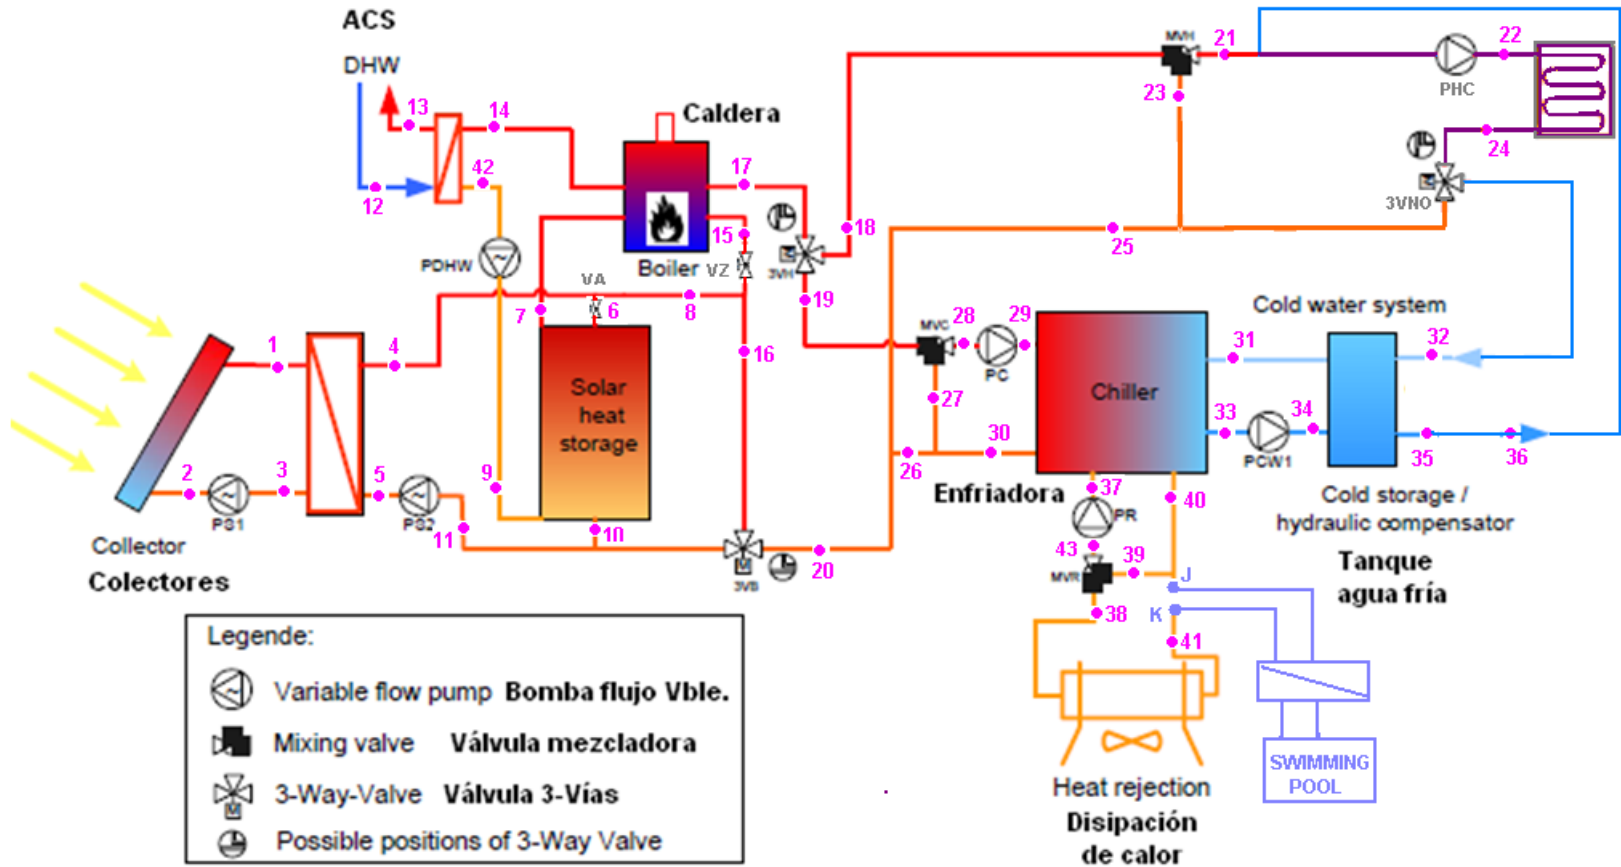 ACS
DHW
13
14
12
42
Caldera
17
15
18
PDHW
Boiler
VZ
3VH
VA
19
7
6
8
16
1
4
2
3
5
9
10
11
PS1
PS2
20
3VB
Collector
Colectores
Solar
heat
storage
MVH
21
23
PHC
22
24
3VNO
25
26
MVC
28
29
PC
27
30
Chiller
Enfriadora
Cold water system
31
32
33
34
PCW1
35
36
Cold storage /
hydraulic compensator
Tanque
agua fría
37
40
PR
43
39
MVR
38
J
K
41
SWIMMING
POOL
Heat rejection
Disipación
de calor
Legende:
Variable flow pump Bomba flujo Vble.
Mixing valve Válvula mezcladora
3-Way-Valve Válvula 3-Vías
M
Possible positions of 3-Way Valve